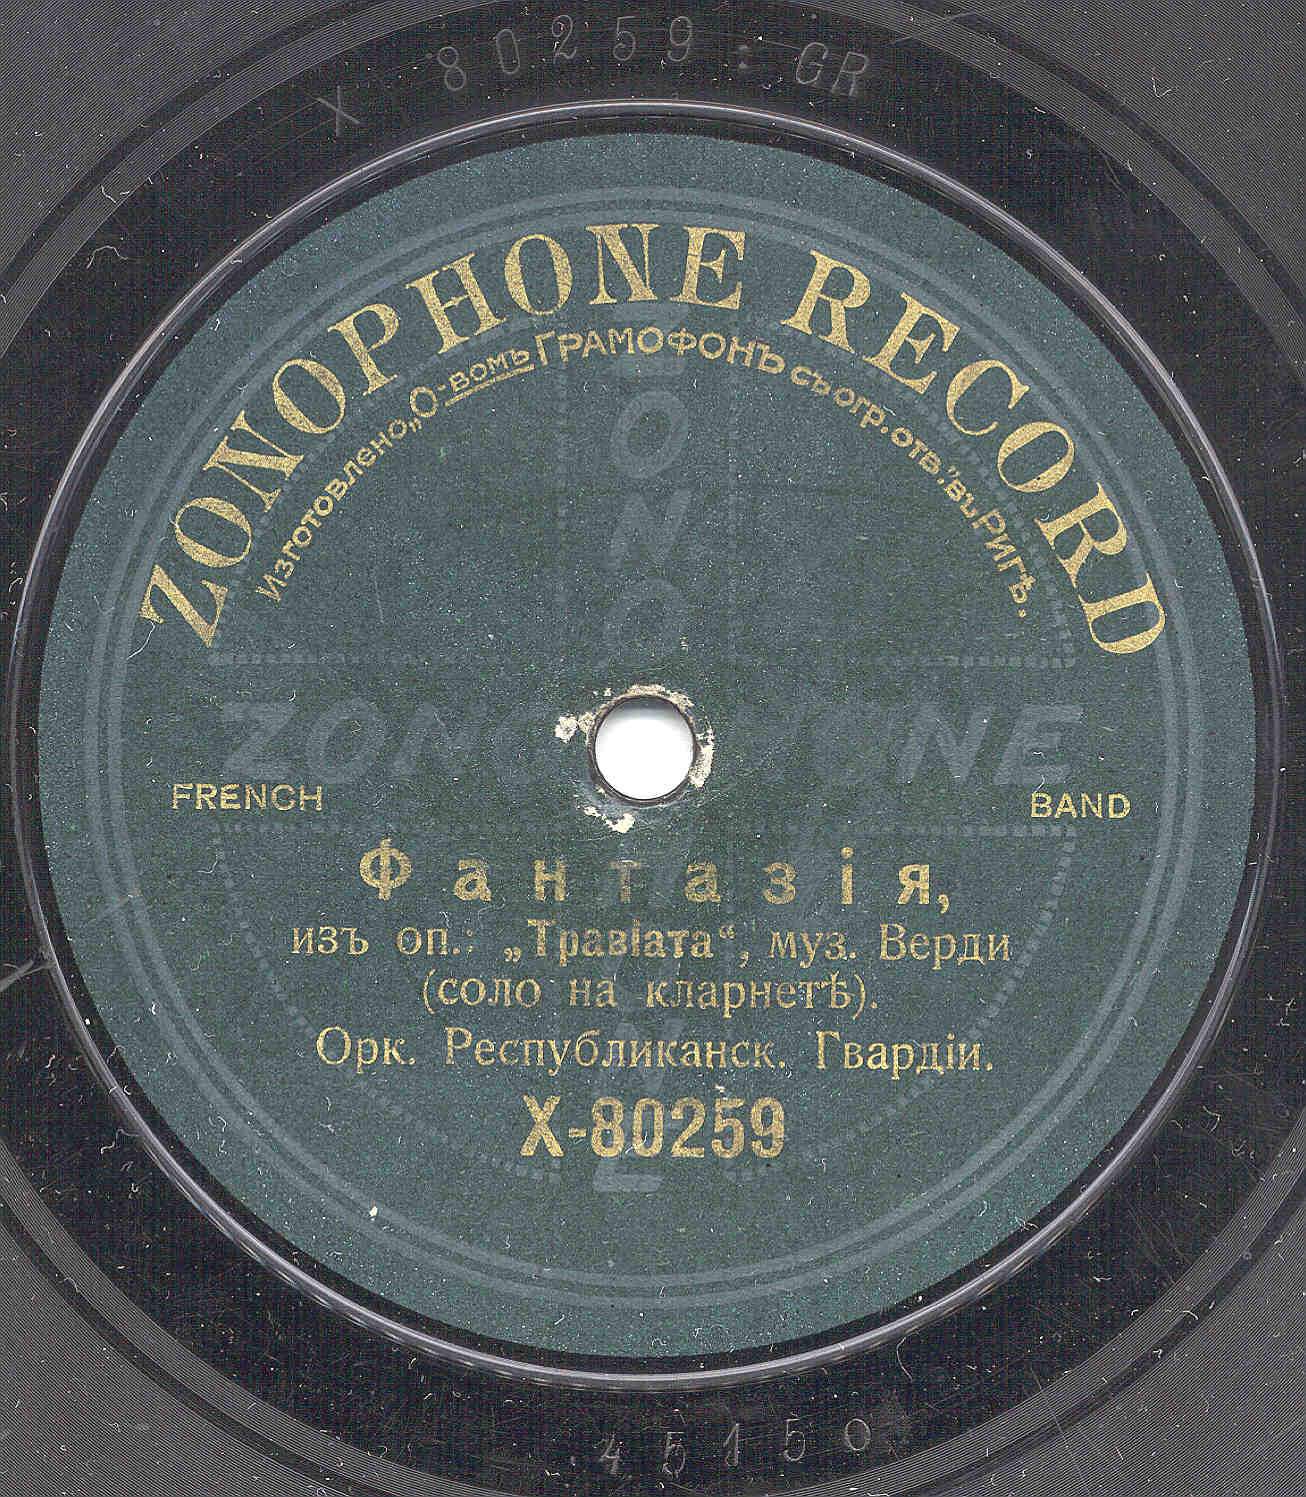 X 80259: GR
ZONOPHONE RECORD
Изготовлено „О-вомъ ГРАМОФОНЪ съ огр. отв.” въ РИГѢ.
ZONOPHONE
FRENCH BAND
Фантазія,
изъ оп.: „Травіата“, муз. Верди
(соло на кларнетѣ).
Орк. Республиканск. Гвардіи.
X-80259
45150